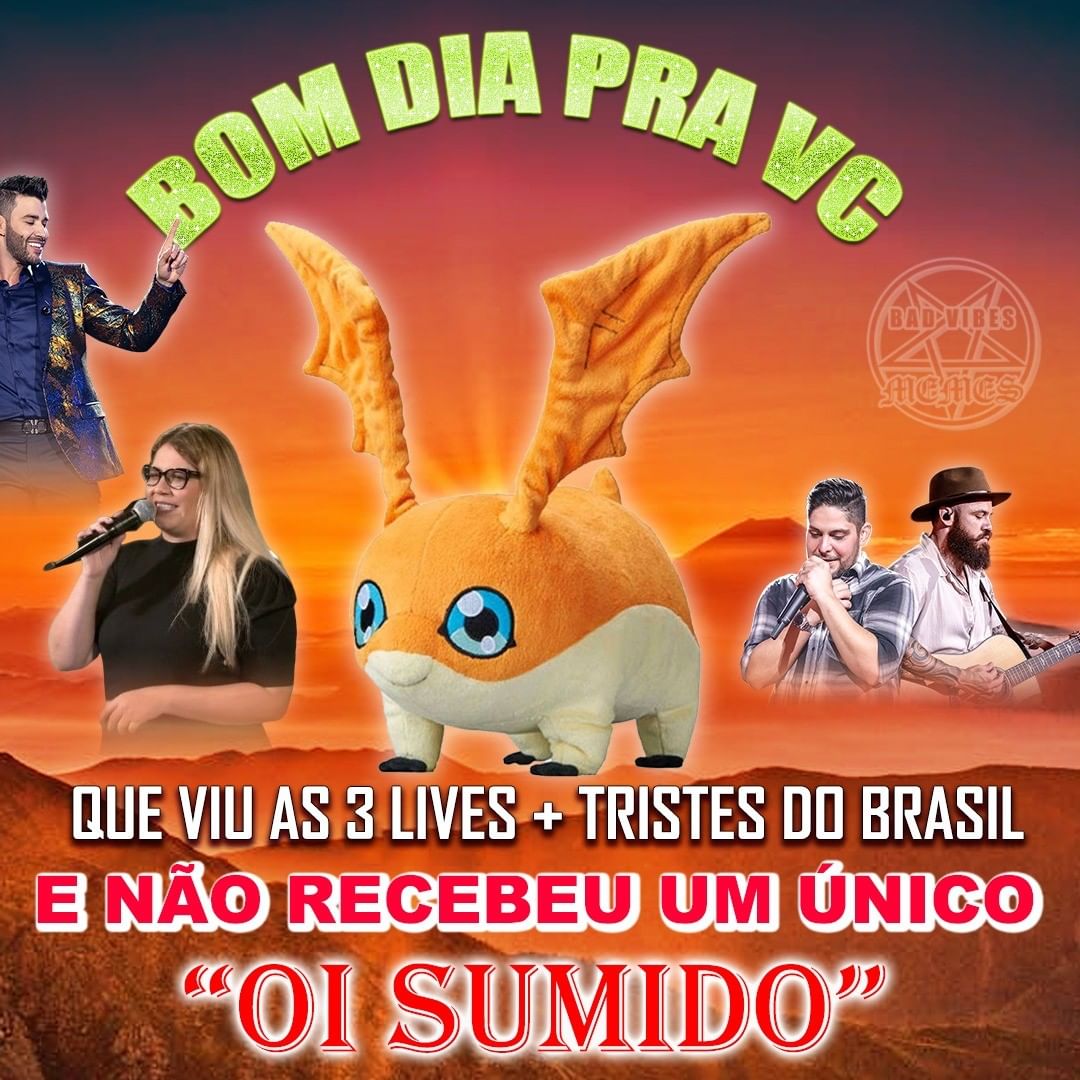 BOM DIA PRA VC
BAD VIBES
MEMES
QUE VIU AS 3 LIVES + TRISTES DO BRASIL
E NÃO RECEBEU UM ÚNICO
“OI SUMIDO”